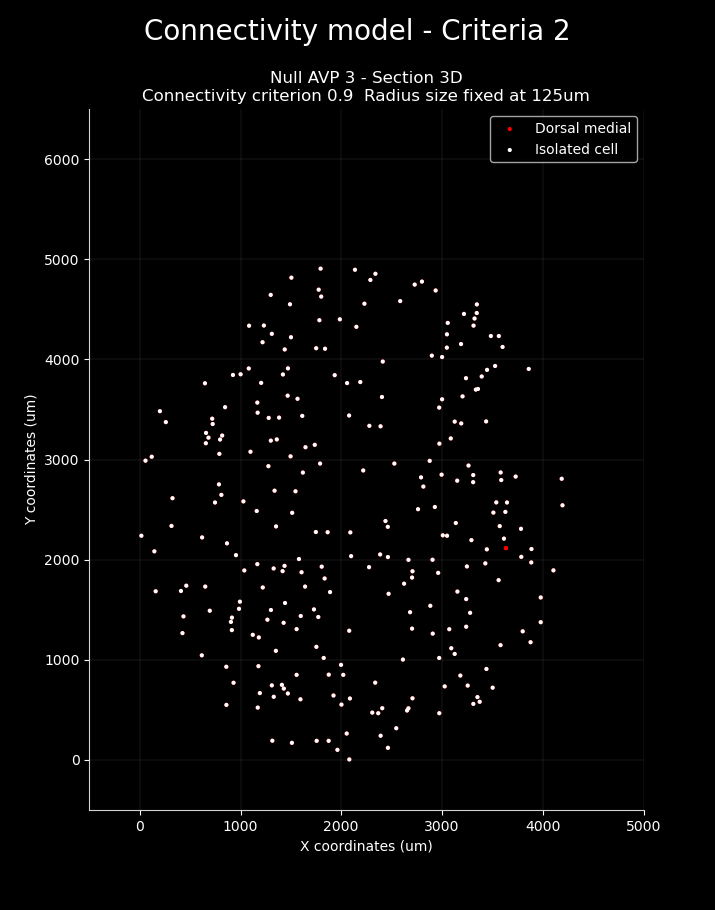 Connectivity model - Criteria 2
Null AVP 3 - Section 3D
Connectivity criterion 0.9  Radius size fixed at 125um
Dorsal medial
Isolated cell
6000
5000
4000
3000
2000
1000
0
Y coordinates (um)
0 1000 2000 3000 4000 5000
X coordinates (um)